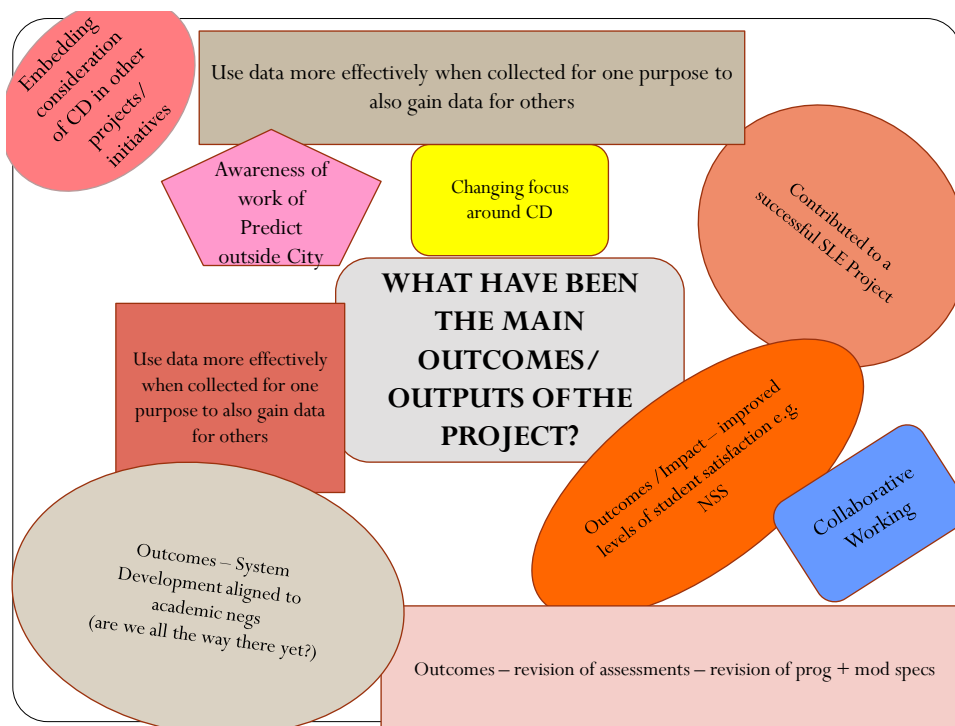 Embedding
consideration
of CD in other
projects/
initiatives
Use data more effectively when collected for one purpose to
also gain data for others
Awareness of
work of
Predict
outside City
Changing focus
around CD
Contributed to a
successful SLE Project
WHAT HAVE BEEN
THE MAIN
OUTCOMES/
OUTPUTS OF THE
PROJECT?
Use data more effectively
when collected for one
purpose to also gain data
for others
Outcomes /Impact – improved
levels of student satisfaction e.g.
NSS
Collaborative
Working
Outcomes – System
Development aligned to
academic negs
(are we all the way there yet?)
Outcomes – revision of assessments – revision of prog + mod specs